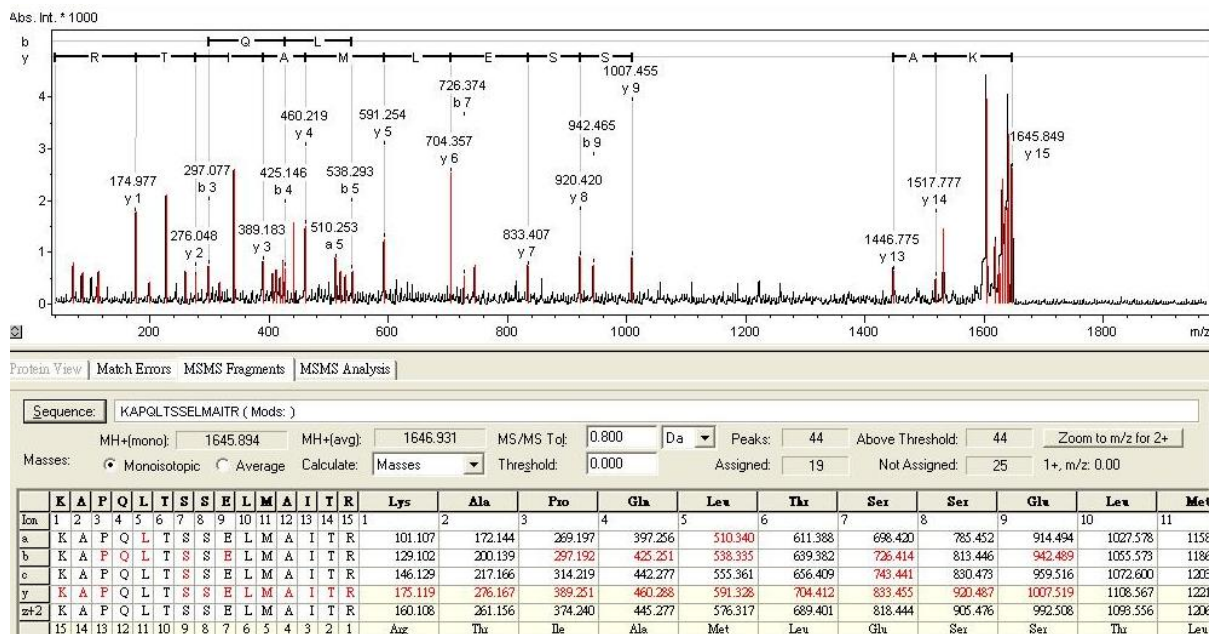 Abs. Int. * 1000
b Q L
y R T I A M L E S S A K
1007.455
y 9
726.374
b 7
460.219
y 4
591.254
y 5
942.465
b 9
1645.849
y 15
704.357
y 6
297.077
b 3
425.146
b 4
538.293
b 5
920.420
y 8
1517.777
y 14
174.977
y 1
276.048
y 2
389.183
y 3
510.253
a 5
833.407
y 7
1446.775
y 13
4
3
2
1
0
200 400 600 800 1000 1200 1400 1600 1800 m/z
Protein View Match Errors MSMS Fragments MSMS Analysis
Sequence: KAPQLTSSELMAITR ( Mods: )
MH+(mono): 1645.894 MH+(avg): 1646.931 MS/MS Tol: 0.800 Da Peaks: 44 Above Threshold: 44 Zoom to m/z for 2+
Masses: Monoisotopic Average Calculate: Masses Threshold: 0.000 Assigned: 19 Not Assigned: 25 1+, m/z: 0.00
K A P Q L T S S E L M A I T R Lys Ala Pro Gln Leu Thr Ser Ser Glu Leu Met
Ion 1 2 3 4 5 6 7 8 9 10 11 12 13 14 15 1 2 3 4 5 6 7 8 9 10 11
a K A P Q L T S S E L M A I T R 101.107 172.144 269.197 397.256 510.340 611.388 698.420 785.452 914.494 1027.578 1158
b K A P Q L T S S E L M A I T R 129.102 200.139 297.192 425.251 538.335 639.382 726.414 813.446 942.489 1055.573 1186
c K A P Q L T S S E L M A I T R 146.129 217.166 314.219 442.277 555.361 656.409 743.441 830.473 959.516 1072.600 1203
y K A P Q L T S S E L M A I T R 175.119 276.167 389.251 460.288 591.328 704.412 833.455 920.487 1007.519 1108.567 1221
z+2 K A P Q L T S S E L M A I T R 160.108 261.156 374.240 445.277 576.317 689.401 818.444 905.476 992.508 1093.556 1206
15 14 13 12 11 10 9 8 7 6 5 4 3 2 1 Arg Thr Ile Ala Met Leu Glu Ser Ser Thr Leu